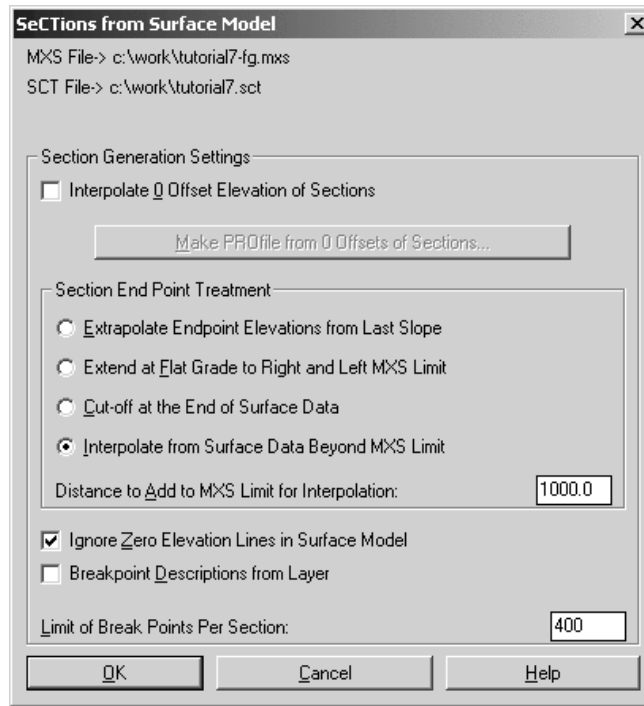 SeCTions from Surface Model
MXS File-> c:\work\tutorial7-fg.mxs
SCT File-> c:\work\tutorial7.sct
Section Generation Settings
Interpolate 0 Offset Elevation of Sections
Make PROfile from 0 Offsets of Sections...
Section End Point Treatment
Extrapolate Endpoint Elevations from Last Slope
Extend at Flat Grade to Right and Left MXS Limit
Cut-off at the End of Surface Data
Interpolate from Surface Data Beyond MXS Limit
Distance to Add to MXS Limit for Interpolation: 1000.0
Ignore Zero Elevation Lines in Surface Model
Breakpoint Descriptions from Layer
Limit of Break Points Per Section: 400
OK Cancel Help